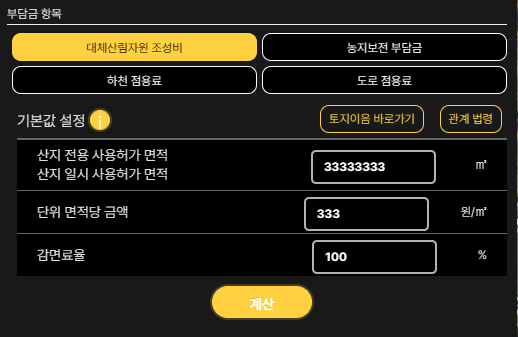 부담금 항목
대체산림자원 조성비
농지보전 부담금
하천 점용료
도로 점용료
기본값 설정 i
토지이음 바로가기
관계 법령
산지 전용 사용허가 면적
산지 일시 사용허가 면적
33333333
㎡
단위 면적당 금액
333
원/㎡
감면료율
100
%
계산